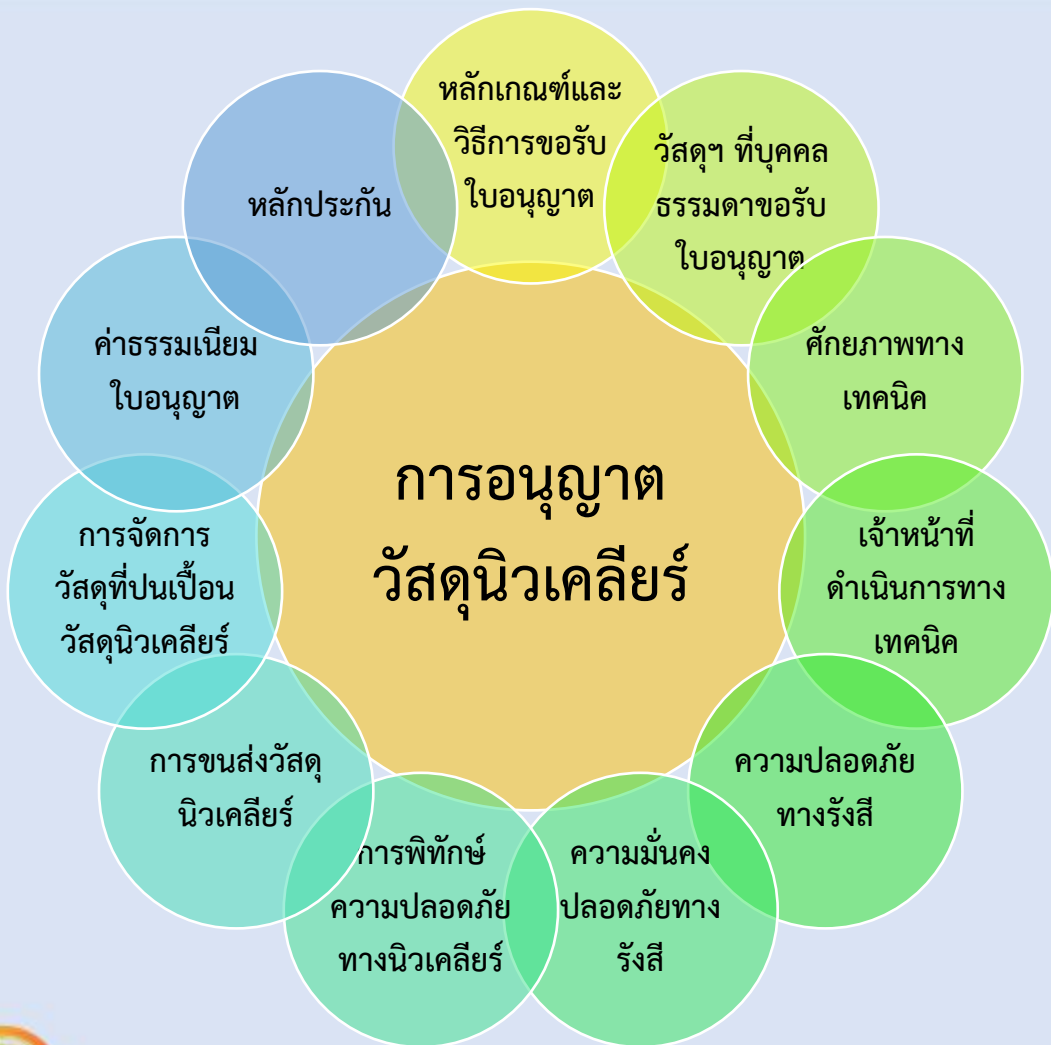 หลักเกณฑ์และ
วิธีการขอรับ
ใบอนุญาต
วัสดุฯ ที่บุคคล
ธรรมดาขอรับ
ใบอนุญาต
ศักยภาพทาง
เทคนิค
เจ้าหน้าที่
ดำเนินการทาง
เทคนิค
ความปลอดภัย
ทางรังสี
ความมั่นคง
ปลอดภัยทาง
รังสี
การพิทักษ์
ความปลอดภัย
ทางนิวเคลียร์
การขนส่งวัสดุ
นิวเคลียร์
การจัดการ
วัสดุที่ปนเปื้อน
วัสดุนิวเคลียร์
ค่าธรรมเนียม
ใบอนุญาต
หลักประกัน
การอนุญาต
วัสดุนิวเคลียร์